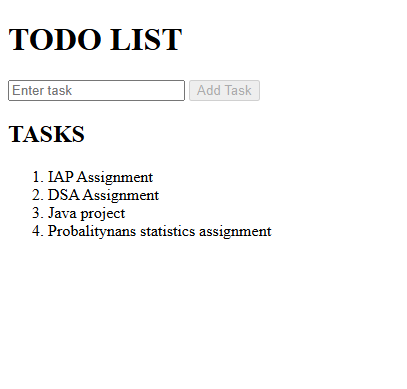 TODO LIST
Enter task Add Task
TASKS
1. IAP Assignment
2. DSA Assignment
3. Java project
4. Probalitynans statistics assignment